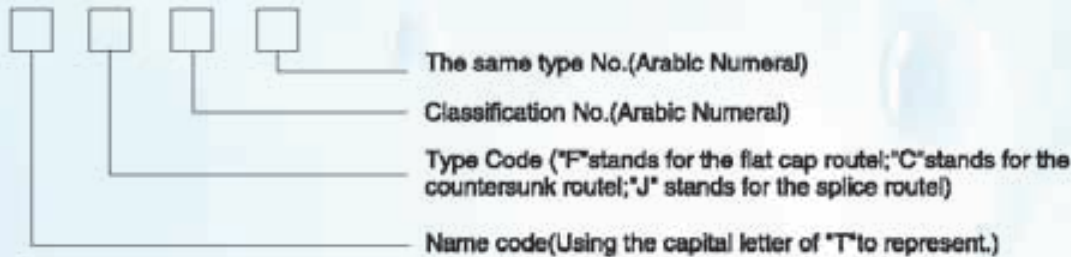 The same type No.(Arabic Numeral)
Classification No.(Arabic Numeral)
Type Code ("F"stands for the flat cap routel;"C"stands for the
countersunk routel;"J" stands for the splice routel)
Name code(Using the capital letter of "T"to represent.)